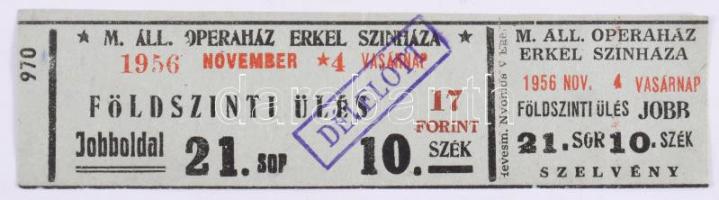 970
★ M. ÁLL. OPERAHÁZ ERKEL SZINHÁZA ★
1956 NOVEMBER ★ 4 VASÁRNAP
FÖLDSZINTI ÜLÉS
17
FORINT
Jobboldal 21. sor 10. SZÉK
DÉLELŐTT
M. ÁLL. OPERAHÁZ
ERKEL SZINHÁZA
1956 NOV. 4 VASÁRNAP
FÖLDSZINTI ÜLÉS JOBB
21. SOR 10. SZÉK
SZELVÉNY